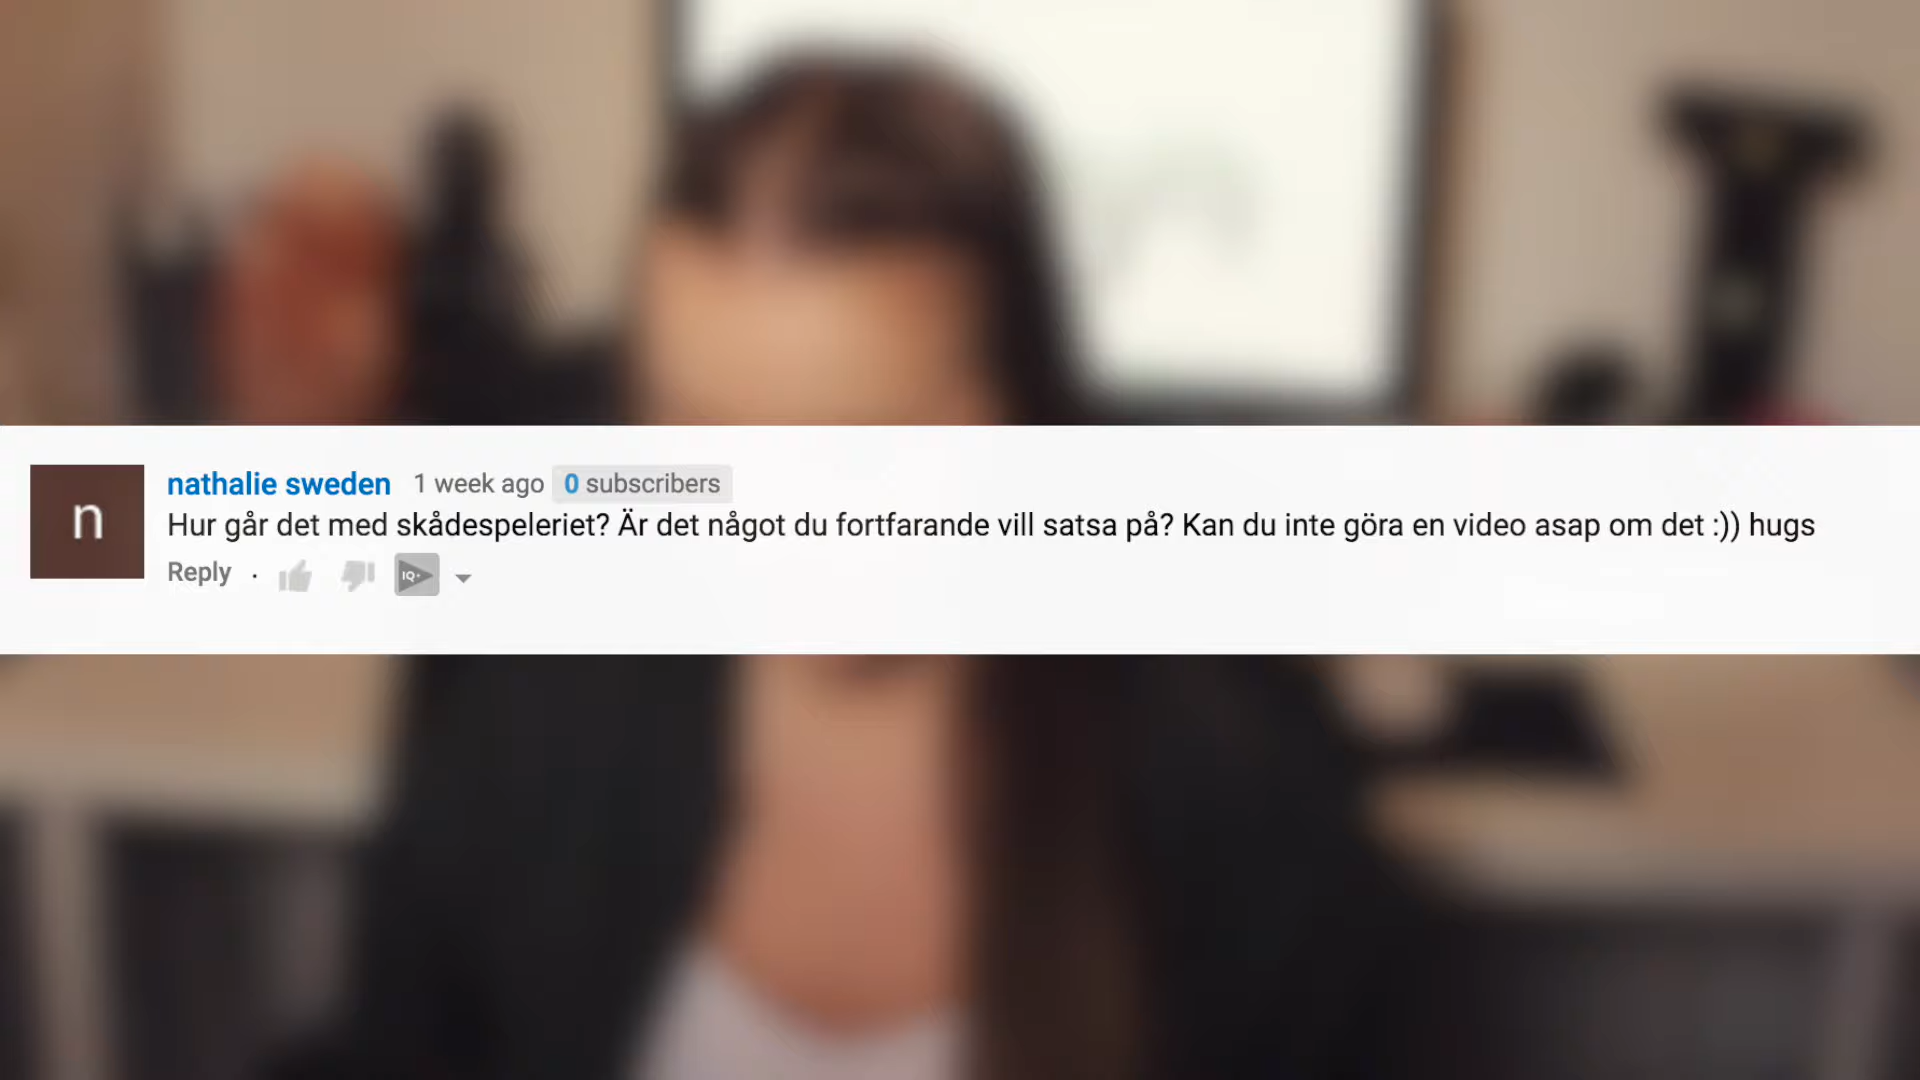 n
nathalie sweden 1 week ago 0 subscribers
Hur går det med skådespeleriet? Är det något du fortfarande vill satsa på? Kan du inte göra en video asap om det :)) hugs
Reply · IQ+